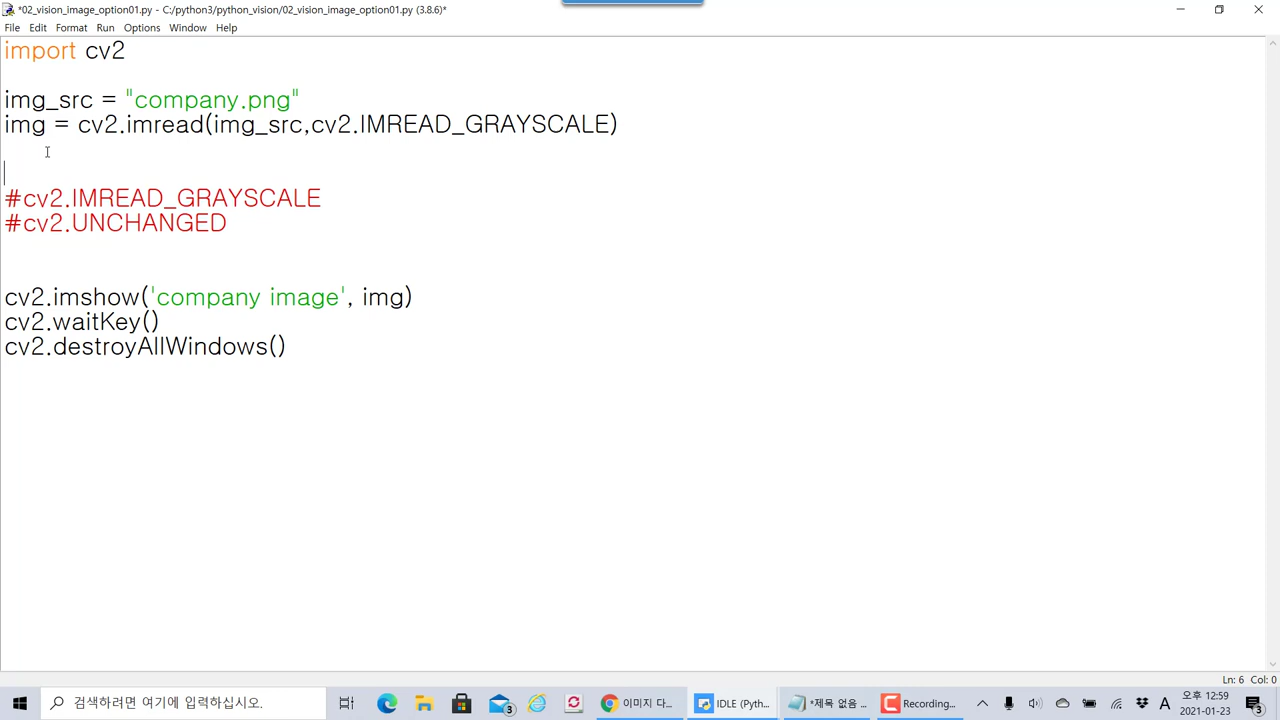 *02_vision_image_option01.py - C:/python3/python_vision/02_vision_image_option01.py (3.8.6)*
File Edit Format Run Options Window Help
import cv2
img_src = "company.png"
img = cv2.imread(img_src,cv2.IMREAD_GRAYSCALE)
#cv2.IMREAD_GRAYSCALE
#cv2.UNCHANGED
cv2.imshow('company image', img)
cv2.waitKey()
cv2.destroyAllWindows()
Ln: 6 Col: 0
검색하려면 여기에 입력하십시오.
3
이미지 다...
IDLE (Pyth...
*제목 없음 ...
Recording...
A
오후 12:59
2021-01-23
3